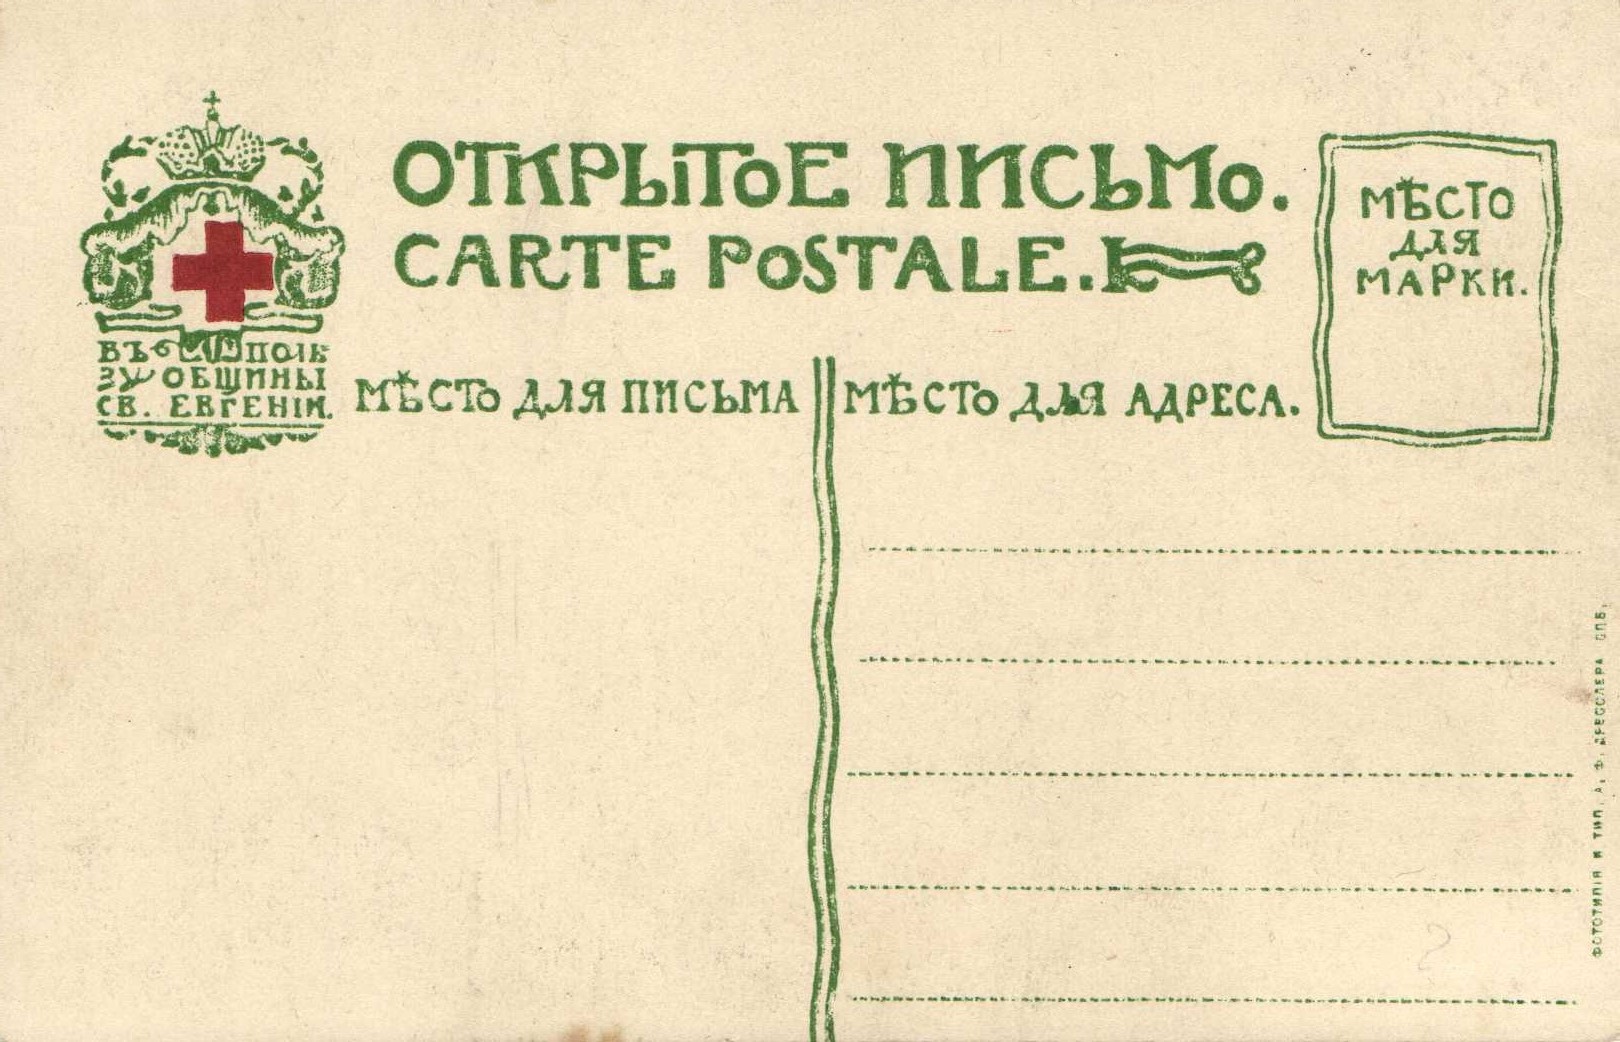 ОТКРЫТОЕ ПИСЬМО.
CARTE POSTALE.
МѢСТО
ДЛЯ
МАРКИ.
ВЪ ПОЛЬ
ЗУ ОБЩИНЫ
СВ. ЕВГЕНІИ.
МѢСТО ДЛЯ ПИСЬМА
МѢСТО ДЛЯ АДРЕСА.
ФОТОТИПІЯ И ТИП. А. Ф. ДРЕССЛЕРА СПБ.